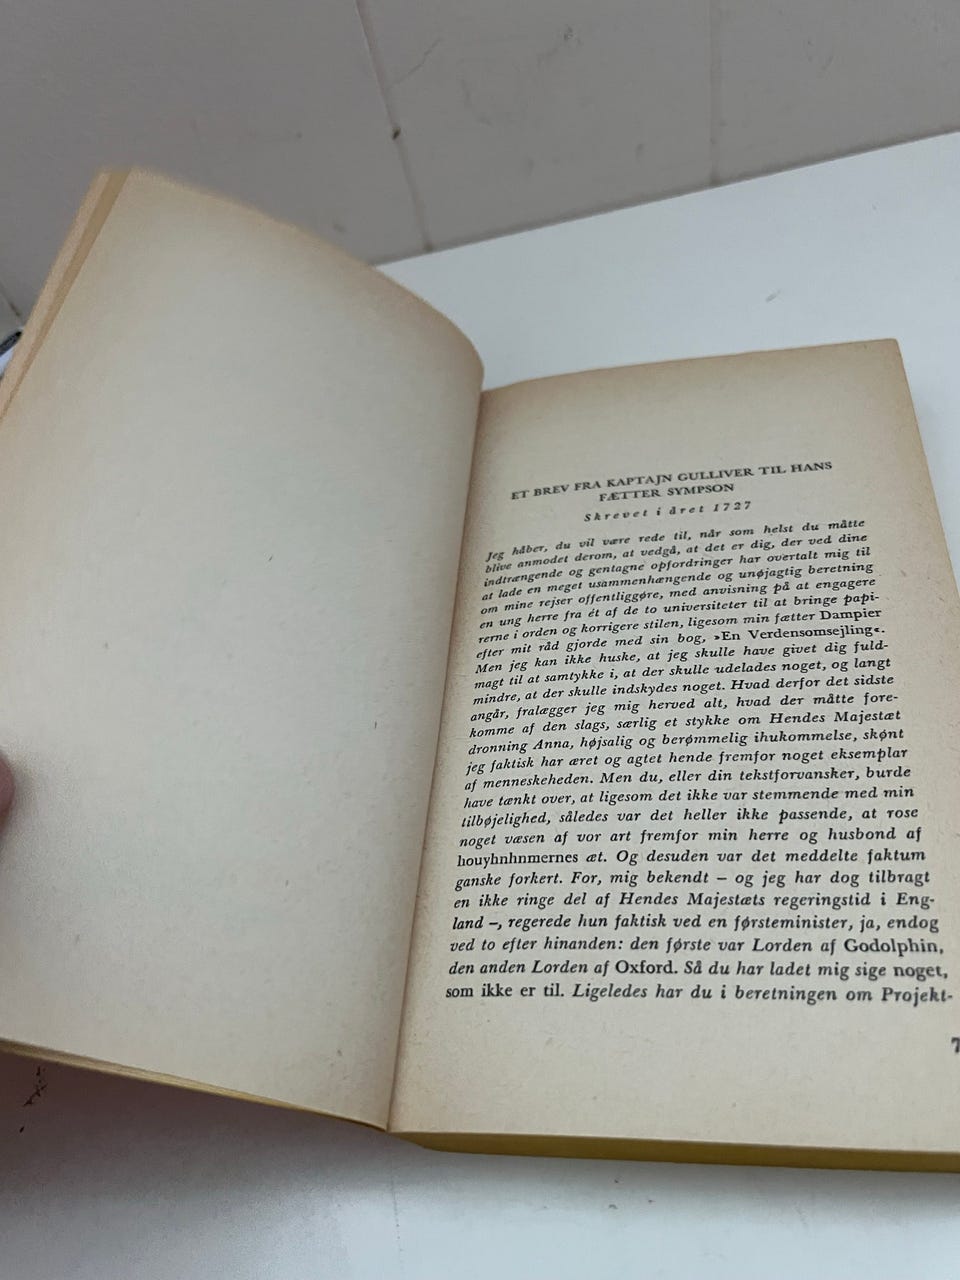 ET BREV FRA KAPTAJN GULLIVER TIL HANS
FÆTTER SYMPSON
Skrevet i året 1727
Jeg håber, du vil være rede til, når som helst du måtte
blive anmodet derom, at vedgå, at det er dig, der ved dine
indtrængende og gentagne opfordringer har overtalt mig til
at lade en meget usammenhængende og unøjagtig beretning
om mine rejser offentliggøre, med anvisning på at engagere
en ung herre fra ét af de to universiteter til at bringe papi-
rerne i orden og korrigere stilen, ligesom min fætter Dampier
efter mit råd gjorde med sin bog, »En Verdensomsejling«.
Men jeg kan ikke huske, at jeg skulle have givet dig fuld-
magt til at samtykke i, at der skulle udelades noget, og langt
mindre, at der skulle indskydes noget. Hvad derfor det sidste
angår, fralægger jeg mig herved alt, hvad der måtte fore-
komme af den slags, særlig et stykke om Hendes Majestæt
dronning Anna, højsalig og berømmelig ihukommelse, skønt
jeg faktisk har æret og agtet hende fremfor noget eksemplar
af menneskeheden. Men du, eller din tekstforvansker, burde
have tænkt over, at ligesom det ikke var stemmende med min
tilbøjelighed, således var det heller ikke passende, at rose
noget væsen af vor art fremfor min herre og husbond af
houyhnhnmernes æt. Og desuden var det meddelte faktum
ganske forkert. For, mig bekendt – og jeg har dog tilbragt
en ikke ringe del af Hendes Majestæts regeringstid i Eng-
land –, regerede hun faktisk ved en førsteminister, ja, endog
ved to efter hinanden: den første var Lorden af Godolphin,
den anden Lorden af Oxford. Så du har ladet mig sige noget,
som ikke er til. Ligeledes har du i beretningen om Projekt-
7